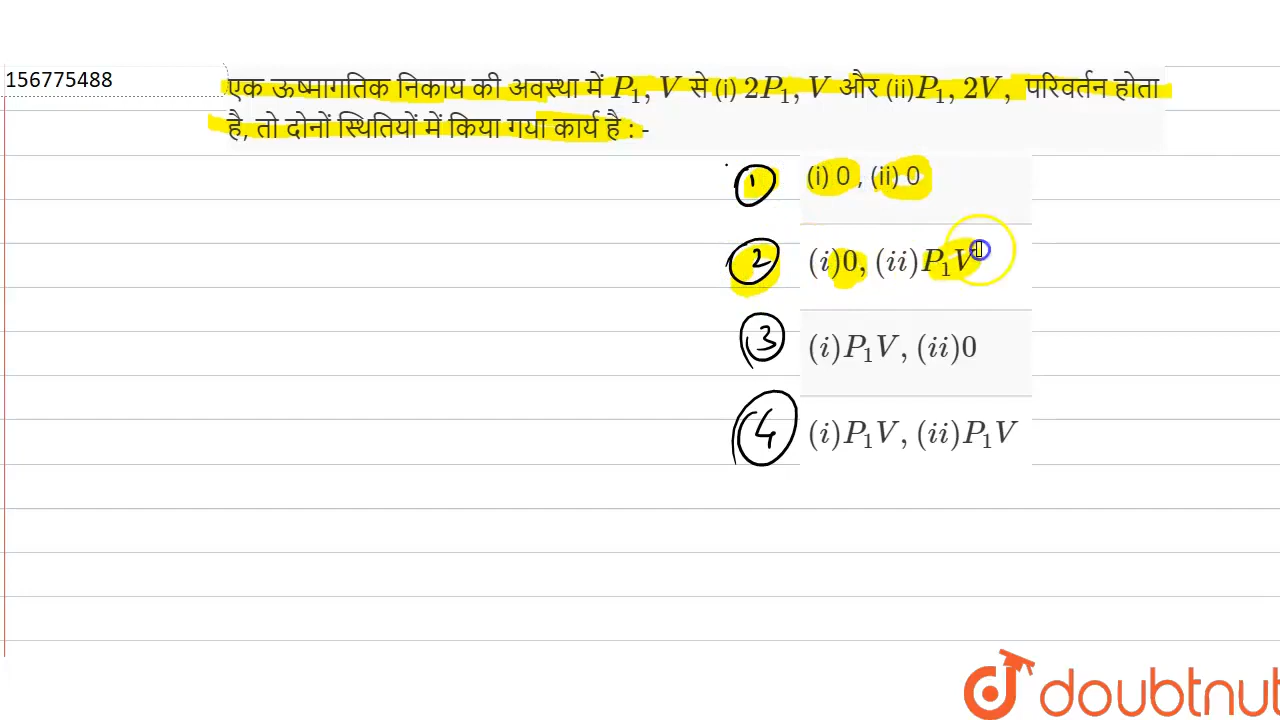 156775488
एक ऊष्मागतिक निकाय की अवस्था में P₁, V से (i) 2P₁, V और (ii)P₁, 2V, परिवर्तन होता
है, तो दोनों स्थितियों में किया गया कार्य है : -
1 (i) 0 , (ii) 0
2 (i)0, (ii)P₁V
3 (i)P₁V, (ii)0
4 (i)P₁V, (ii)P₁V
doubtnut